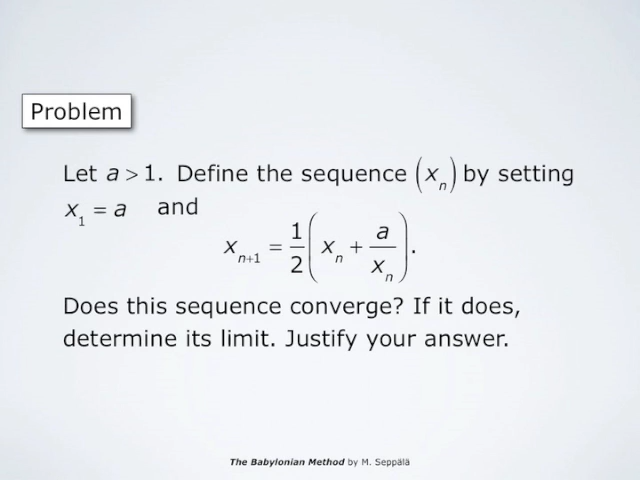 Problem
Let a > 1. Define the sequence (xₙ) by setting
x₁ = a and
xₙ₊₁ = 1/2 (xₙ + a/xₙ).
Does this sequence converge? If it does,
determine its limit. Justify your answer.
The Babylonian Method by M. Seppälä